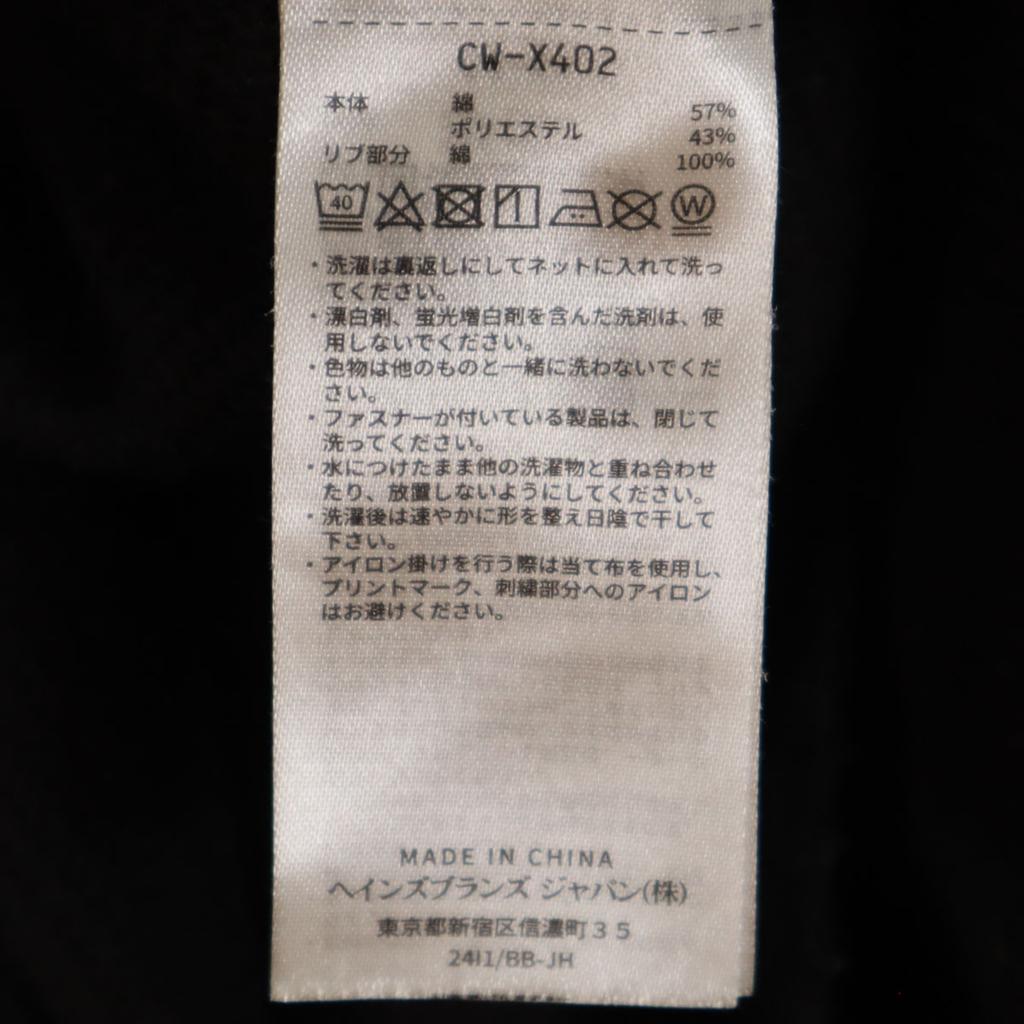 CW-X402
本体 綿 57%
ポリエステル 43%
リブ部分 綿 100%
40 W
・洗濯は裏返しにしてネットに入れて洗っ
てください。
・漂白剤、蛍光増白剤を含んだ洗剤は、使
用しないでください。
・色物は他のものと一緒に洗わないでくだ
さい。
・ファスナーが付いている製品は、閉じて
洗ってください。
・水につけたまま他の洗濯物と重ね合わせ
たり、放置しないようにしてください。
・洗濯後は速やかに形を整え日陰で干して
下さい。
・アイロン掛けを行う際は当て布を使用し、
プリントマーク、刺繍部分へのアイロン
はお避けください。
MADE IN CHINA
ヘインズブランズ ジャパン(株)
東京都新宿区信濃町35
24I1/BB-JH